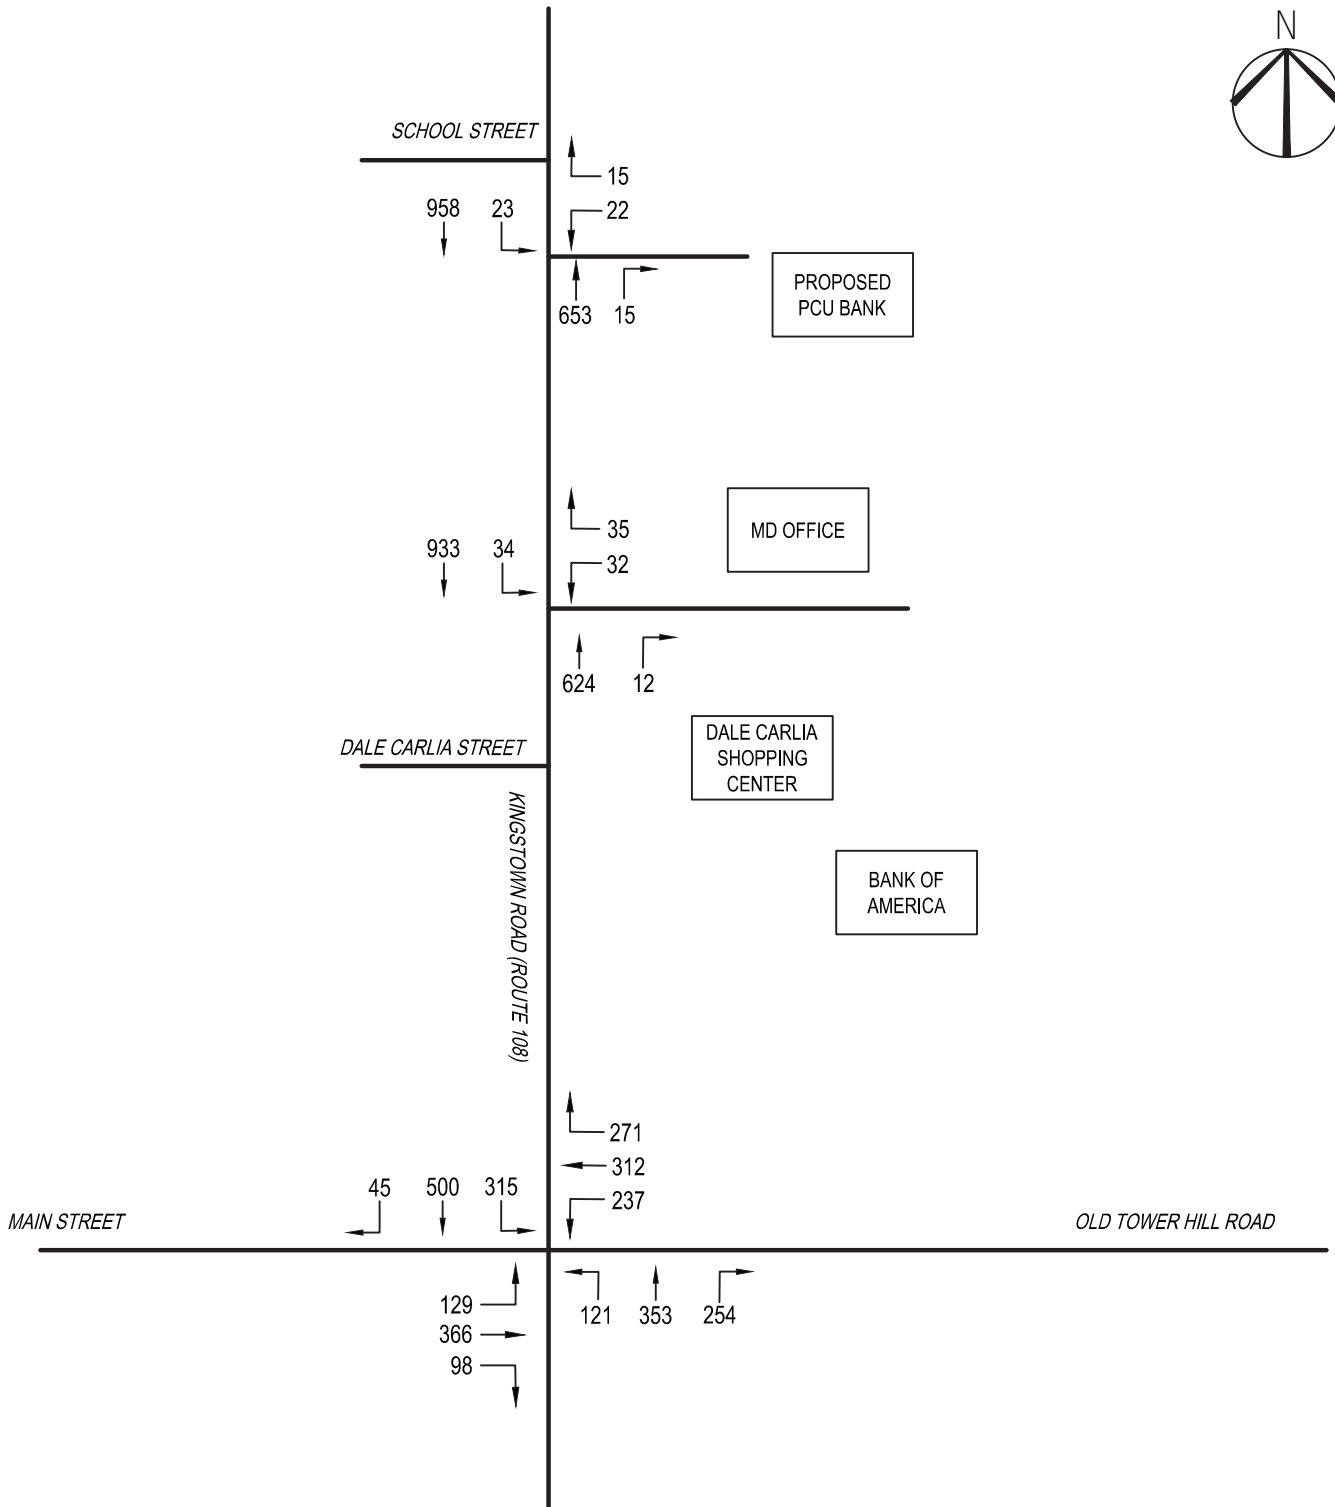 N
SCHOOL STREET
15
958 23 22
PROPOSED
PCU BANK
653 15
35
MD OFFICE
933 34 32
624 12
DALE CARLIA STREET
DALE CARLIA
SHOPPING
CENTER
KINGSTOWN ROAD (ROUTE 108)
BANK OF
AMERICA
271
312
45 500 315 237
MAIN STREET
OLD TOWER HILL ROAD
129 121 353 254
366
98